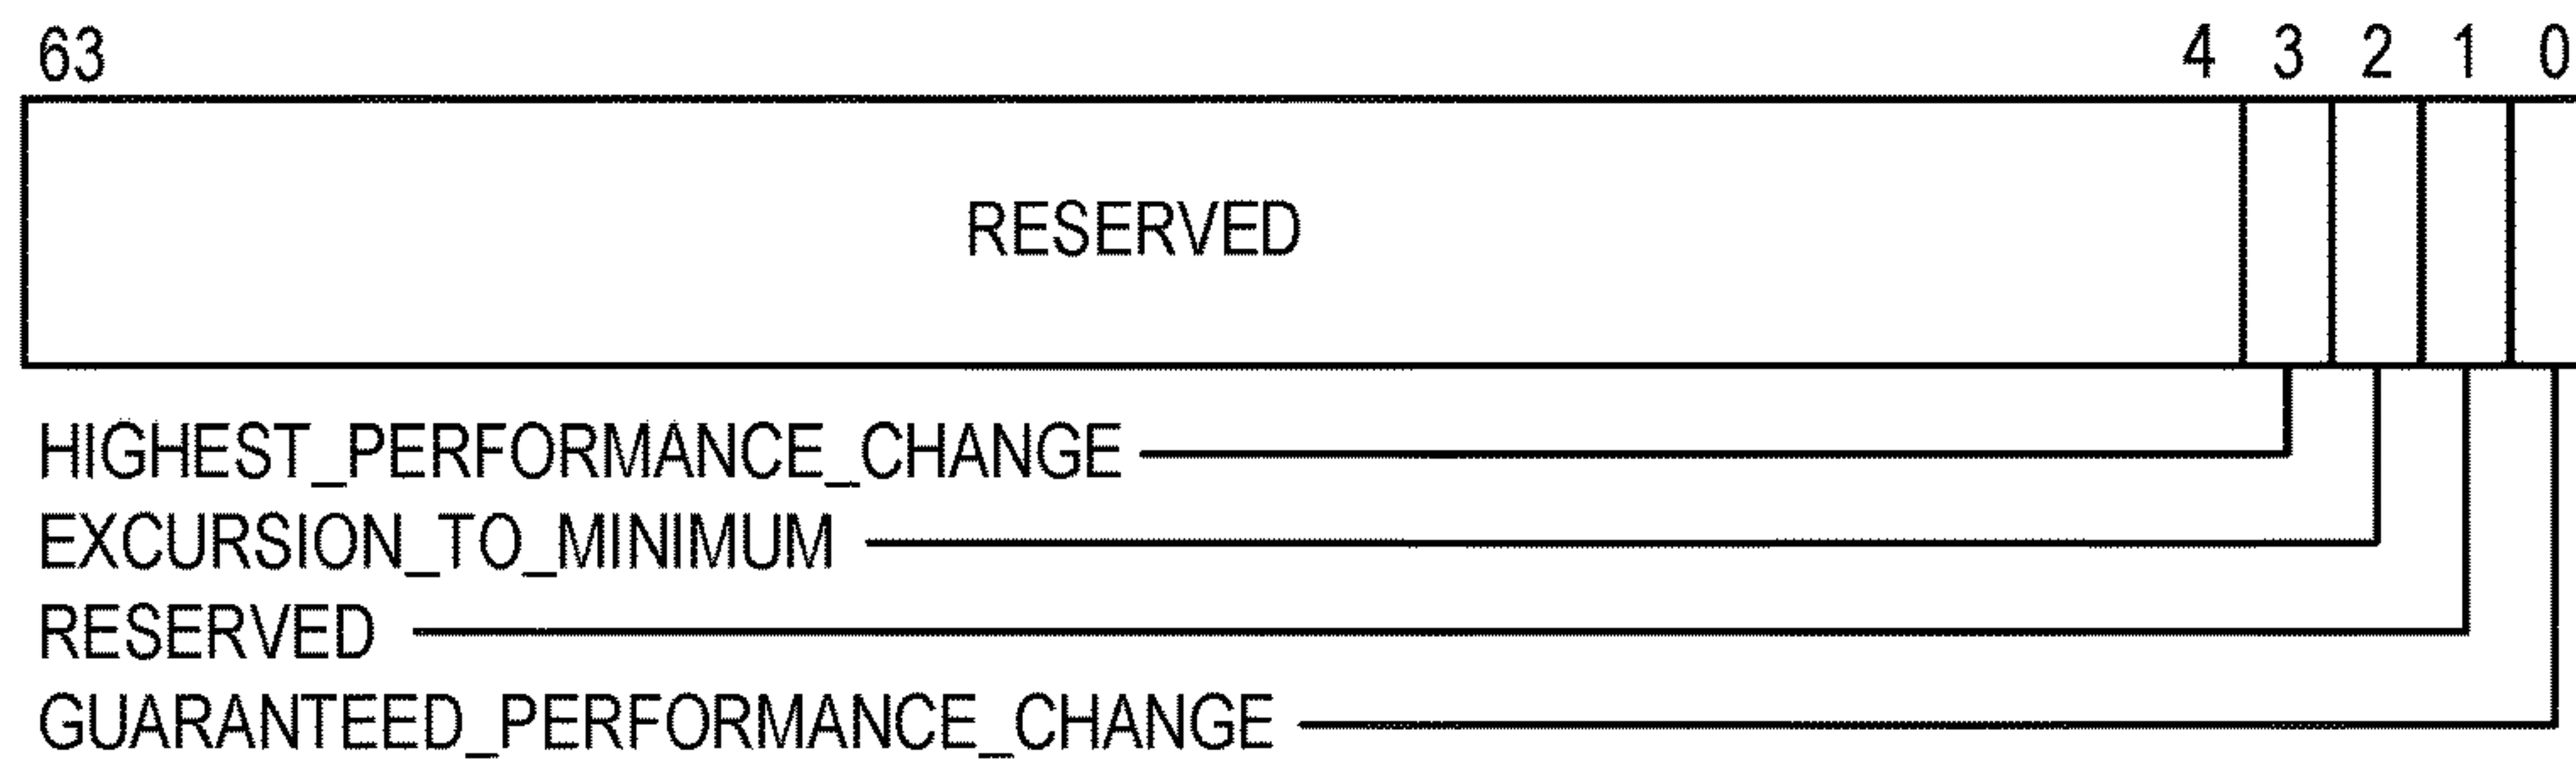 63 4 3 2 1 0
RESERVED
HIGHEST_PERFORMANCE_CHANGE
EXCURSION_TO_MINIMUM
RESERVED
GUARANTEED_PERFORMANCE_CHANGE